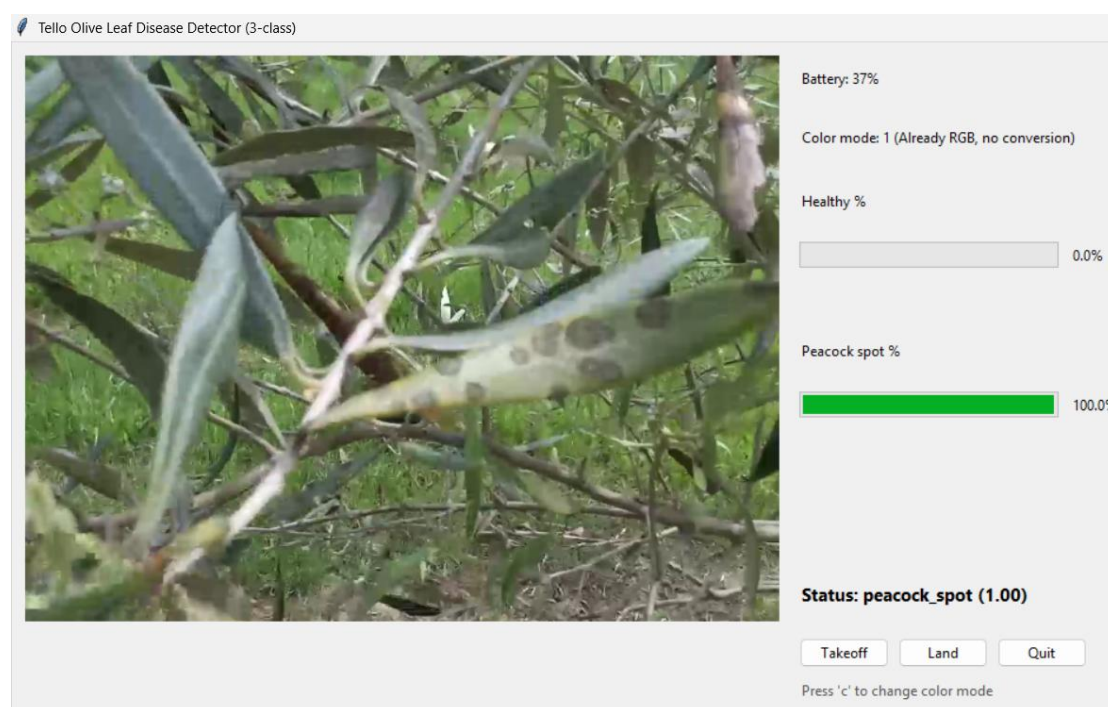 Tello Olive Leaf Disease Detector (3-class)
Battery: 37%
Color mode: 1 (Already RGB, no conversion)
Healthy %
0.0%
Peacock spot %
100.0%
Status: peacock_spot (1.00)
Takeoff Land Quit
Press 'c' to change color mode